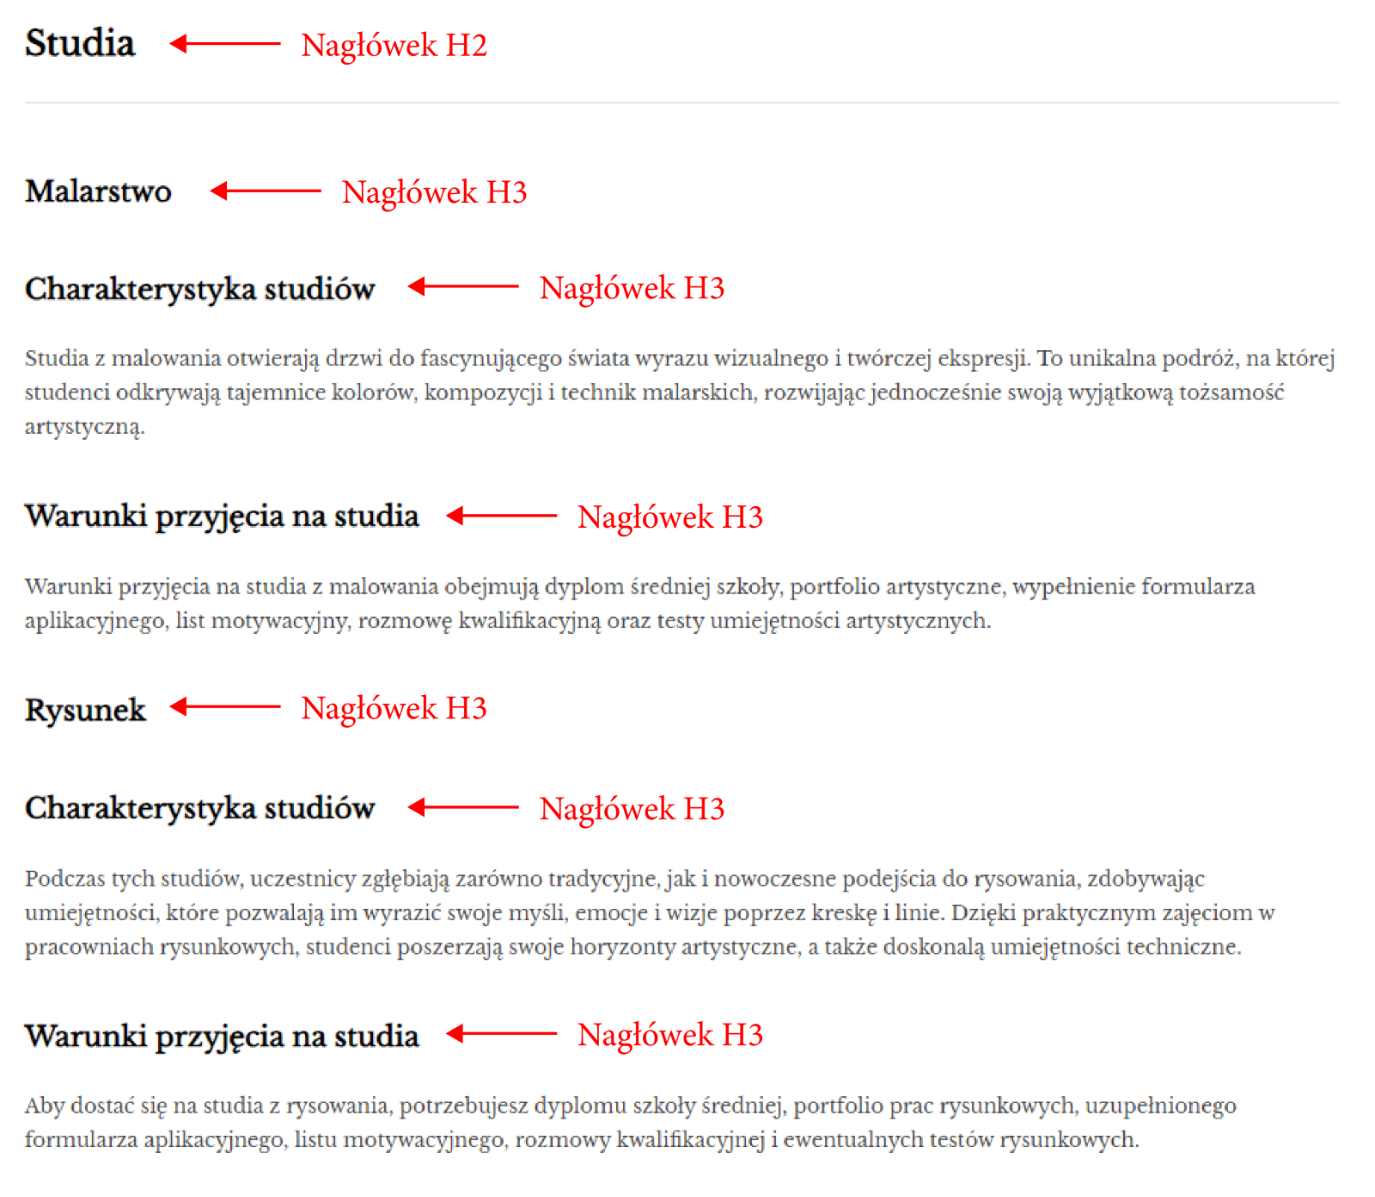 Studia Nagłówek H2
Malarstwo Nagłówek H3
Charakterystyka studiów Nagłówek H3
Studia z malowania otwierają drzwi do fascynującego świata wyrazu wizualnego i twórczej ekspresji. To unikalna podróż, na której
studenci odkrywają tajemnice kolorów, kompozycji i technik malarskich, rozwijając jednocześnie swoją wyjątkową tożsamość
artystyczną.
Warunki przyjęcia na studia Nagłówek H3
Warunki przyjęcia na studia z malowania obejmują dyplom średniej szkoły, portfolio artystyczne, wypełnienie formularza
aplikacyjnego, list motywacyjny, rozmowę kwalifikacyjną oraz testy umiejętności artystycznych.
Rysunek Nagłówek H3
Charakterystyka studiów Nagłówek H3
Podczas tych studiów, uczestnicy zgłębiają zarówno tradycyjne, jak i nowoczesne podejścia do rysowania, zdobywając
umiejętności, które pozwalają im wyrazić swoje myśli, emocje i wizje poprzez kreskę i linie. Dzięki praktycznym zajęciom w
pracowniach rysunkowych, studenci poszerzają swoje horyzonty artystyczne, a także doskonalą umiejętności techniczne.
Warunki przyjęcia na studia Nagłówek H3
Aby dostać się na studia z rysowania, potrzebujesz dyplomu szkoły średniej, portfolio prac rysunkowych, uzupełnionego
formularza aplikacyjnego, listu motywacyjnego, rozmowy kwalifikacyjnej i ewentualnych testów rysunkowych.